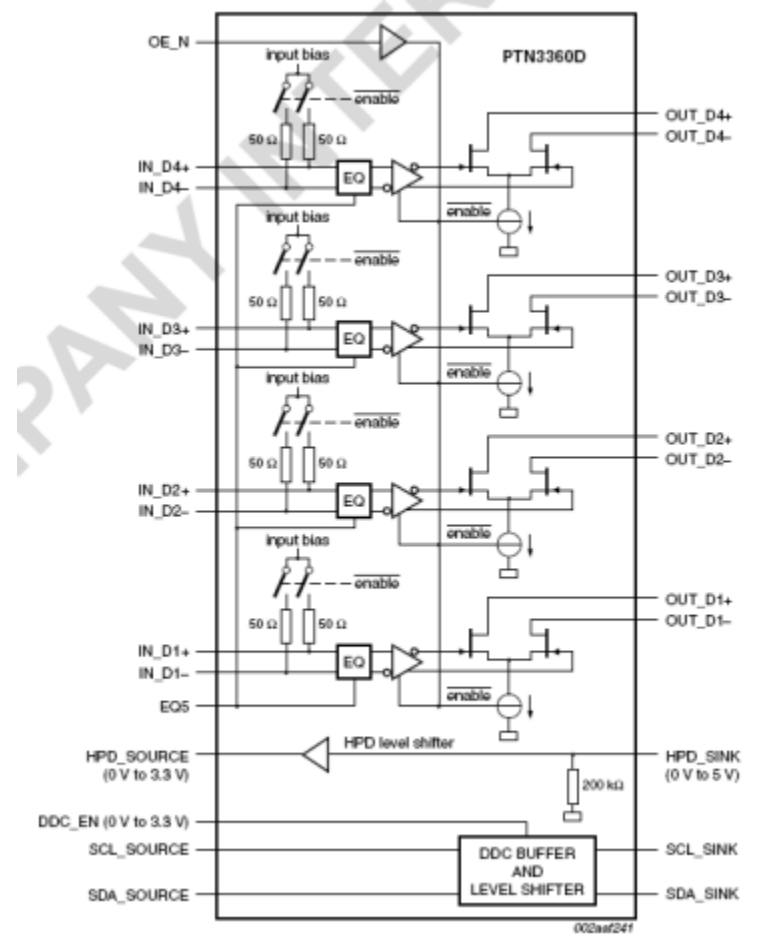 PANY INTER
OE_N
PTN3360D
input bias
enable
50 Ω 50 Ω
OUT_D4+
OUT_D4–
IN_D4+
IN_D4–
EQ
enable
input bias
enable
50 Ω 50 Ω
OUT_D3+
OUT_D3–
IN_D3+
IN_D3–
EQ
enable
input bias
enable
50 Ω 50 Ω
OUT_D2+
OUT_D2–
IN_D2+
IN_D2–
EQ
enable
input bias
enable
50 Ω 50 Ω
OUT_D1+
OUT_D1–
IN_D1+
IN_D1–
EQ
enable
EQ5
HPD level shifter
HPD_SOURCE
(0 V to 3.3 V)
HPD_SINK
(0 V to 5 V)
200 kΩ
DDC_EN (0 V to 3.3 V)
SCL_SOURCE
SDA_SOURCE
DDC BUFFER
AND
LEVEL SHIFTER
SCL_SINK
SDA_SINK
002aaf241